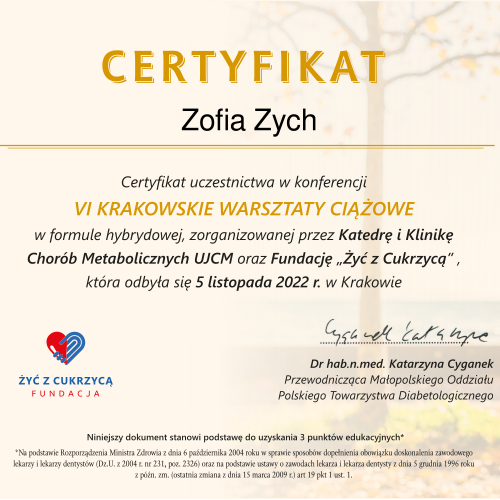 CERTYFIKAT
Zofia Zych
Certyfikat uczestnictwa w konferencji
VI KRAKOWSKIE WARSZTATY CIĄŻOWE
w formule hybrydowej, zorganizowanej przez Katedrę i Klinikę
Chorób Metabolicznych UJCM oraz Fundację „Żyć z Cukrzycą” ,
która odbyła się 5 listopada 2022 r. w Krakowie
Cyganek Katarzyna
Dr hab.n.med. Katarzyna Cyganek
Przewodnicząca Małopolskiego Oddziału
Polskiego Towarzystwa Diabetologicznego
ŻYĆ Z CUKRZYCĄ
FUNDACJA
Niniejszy dokument stanowi podstawę do uzyskania 3 punktów edukacyjnych*
*Na podstawie Rozporządzenia Ministra Zdrowia z dnia 6 października 2004 roku w sprawie sposobów dopełnienia obowiązku doskonalenia zawodowego
lekarzy i lekarzy dentystów (Dz.U. z 2004 r. nr 231, poz. 2326) oraz na podstawie ustawy o zawodach lekarza i lekarza dentysty z dnia 5 grudnia 1996 roku
z późn. zm. (ostatnia zmiana z dnia 15 marca 2009 r.) art 19 pkt 1 ust. 1.